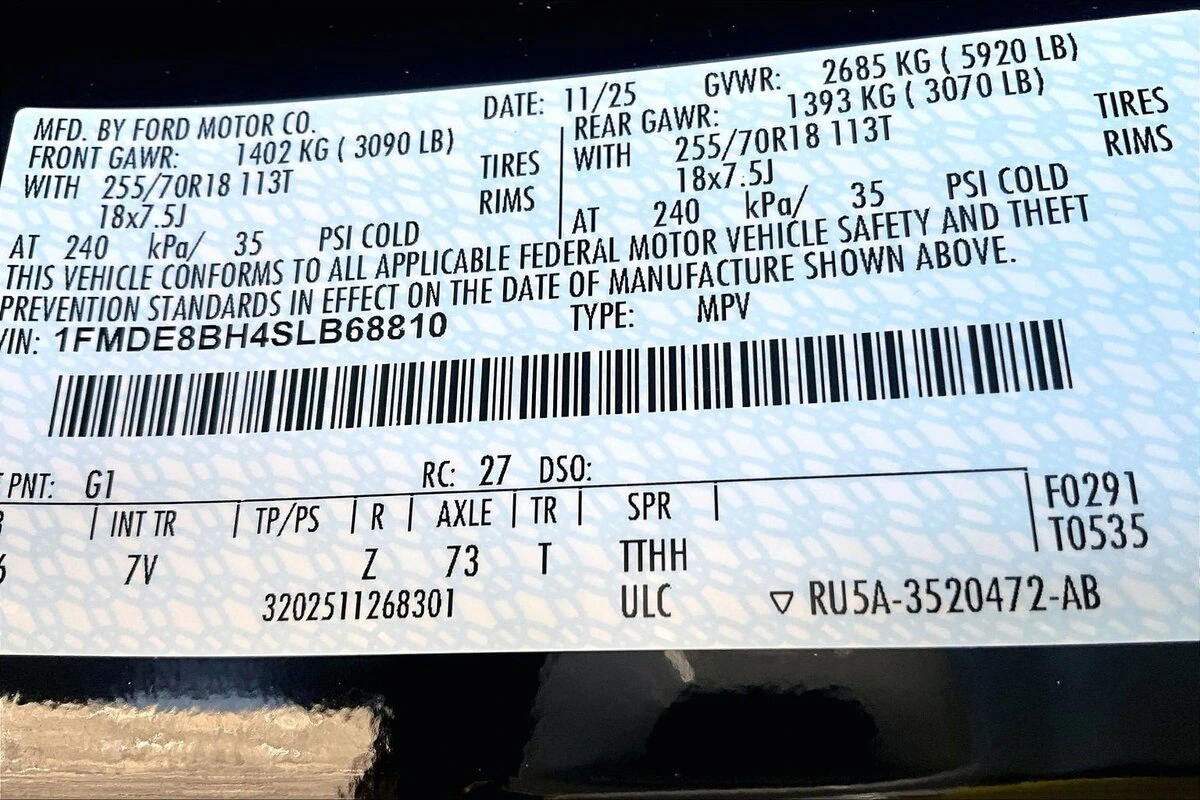 MFD. BY FORD MOTOR CO. DATE: 11/25 GVWR: 2685 KG ( 5920 LB)
FRONT GAWR: 1402 KG ( 3090 LB) REAR GAWR: 1393 KG ( 3070 LB)
WITH 255/70R18 113T TIRES WITH 255/70R18 113T TIRES
18x7.5J RIMS 18x7.5J RIMS
AT 240 kPa/ 35 PSI COLD AT 240 kPa/ 35 PSI COLD
THIS VEHICLE CONFORMS TO ALL APPLICABLE FEDERAL MOTOR VEHICLE SAFETY AND THEFT
PREVENTION STANDARDS IN EFFECT ON THE DATE OF MANUFACTURE SHOWN ABOVE.
VIN: 1FMDE8BH4SLB68810 TYPE: MPV
PNT: G1 RC: 27 DSO:
INT TR TP/PS R AXLE TR SPR F0291
7V Z 73 T TTHH T0535
3202511268301 ULC ▽ RU5A-3520472-AB